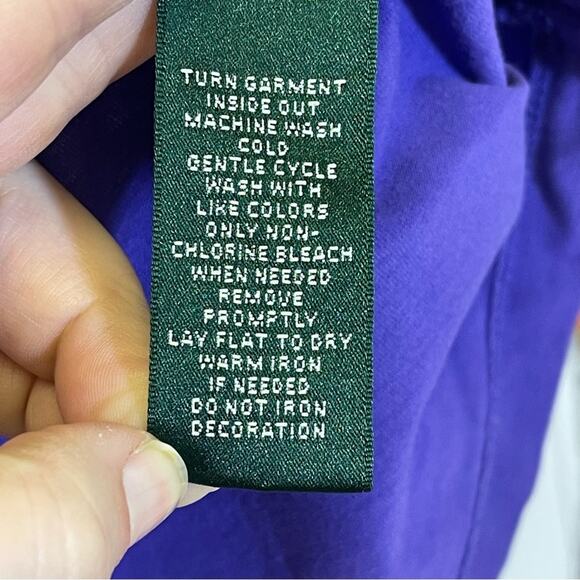 TURN GARMENT
INSIDE OUT
MACHINE WASH
COLD
GENTLE CYCLE
WASH WITH
LIKE COLORS
ONLY NON-
CHLORINE BLEACH
WHEN NEEDED
REMOVE
PROMPTLY
LAY FLAT TO DRY
WARM IRON
IF NEEDED
DO NOT IRON
DECORATION